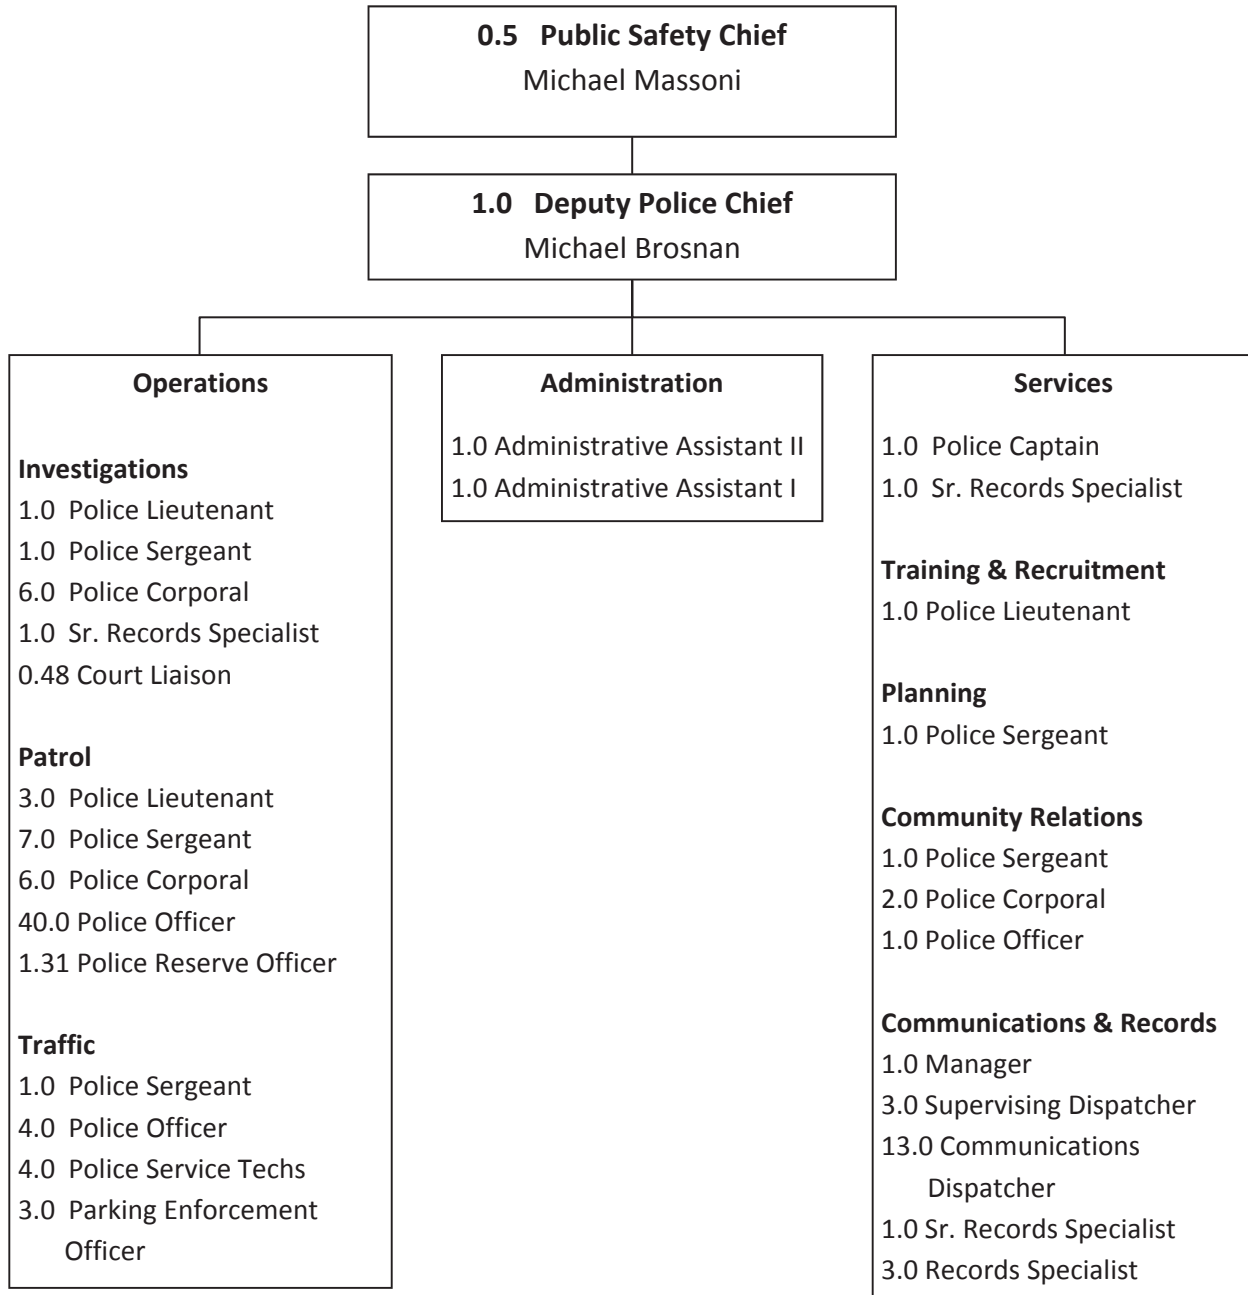 0.5 Public Safety Chief
Michael Massoni
1.0 Deputy Police Chief
Michael Brosnan
Operations
Investigations
1.0 Police Lieutenant
1.0 Police Sergeant
6.0 Police Corporal
1.0 Sr. Records Specialist
0.48 Court Liaison
Patrol
3.0 Police Lieutenant
7.0 Police Sergeant
6.0 Police Corporal
40.0 Police Officer
1.31 Police Reserve Officer
Traffic
1.0 Police Sergeant
4.0 Police Officer
4.0 Police Service Techs
3.0 Parking Enforcement
Officer
Administration
1.0 Administrative Assistant II
1.0 Administrative Assistant I
Services
1.0 Police Captain
1.0 Sr. Records Specialist
Training & Recruitment
1.0 Police Lieutenant
Planning
1.0 Police Sergeant
Community Relations
1.0 Police Sergeant
2.0 Police Corporal
1.0 Police Officer
Communications & Records
1.0 Manager
3.0 Supervising Dispatcher
13.0 Communications
Dispatcher
1.0 Sr. Records Specialist
3.0 Records Specialist